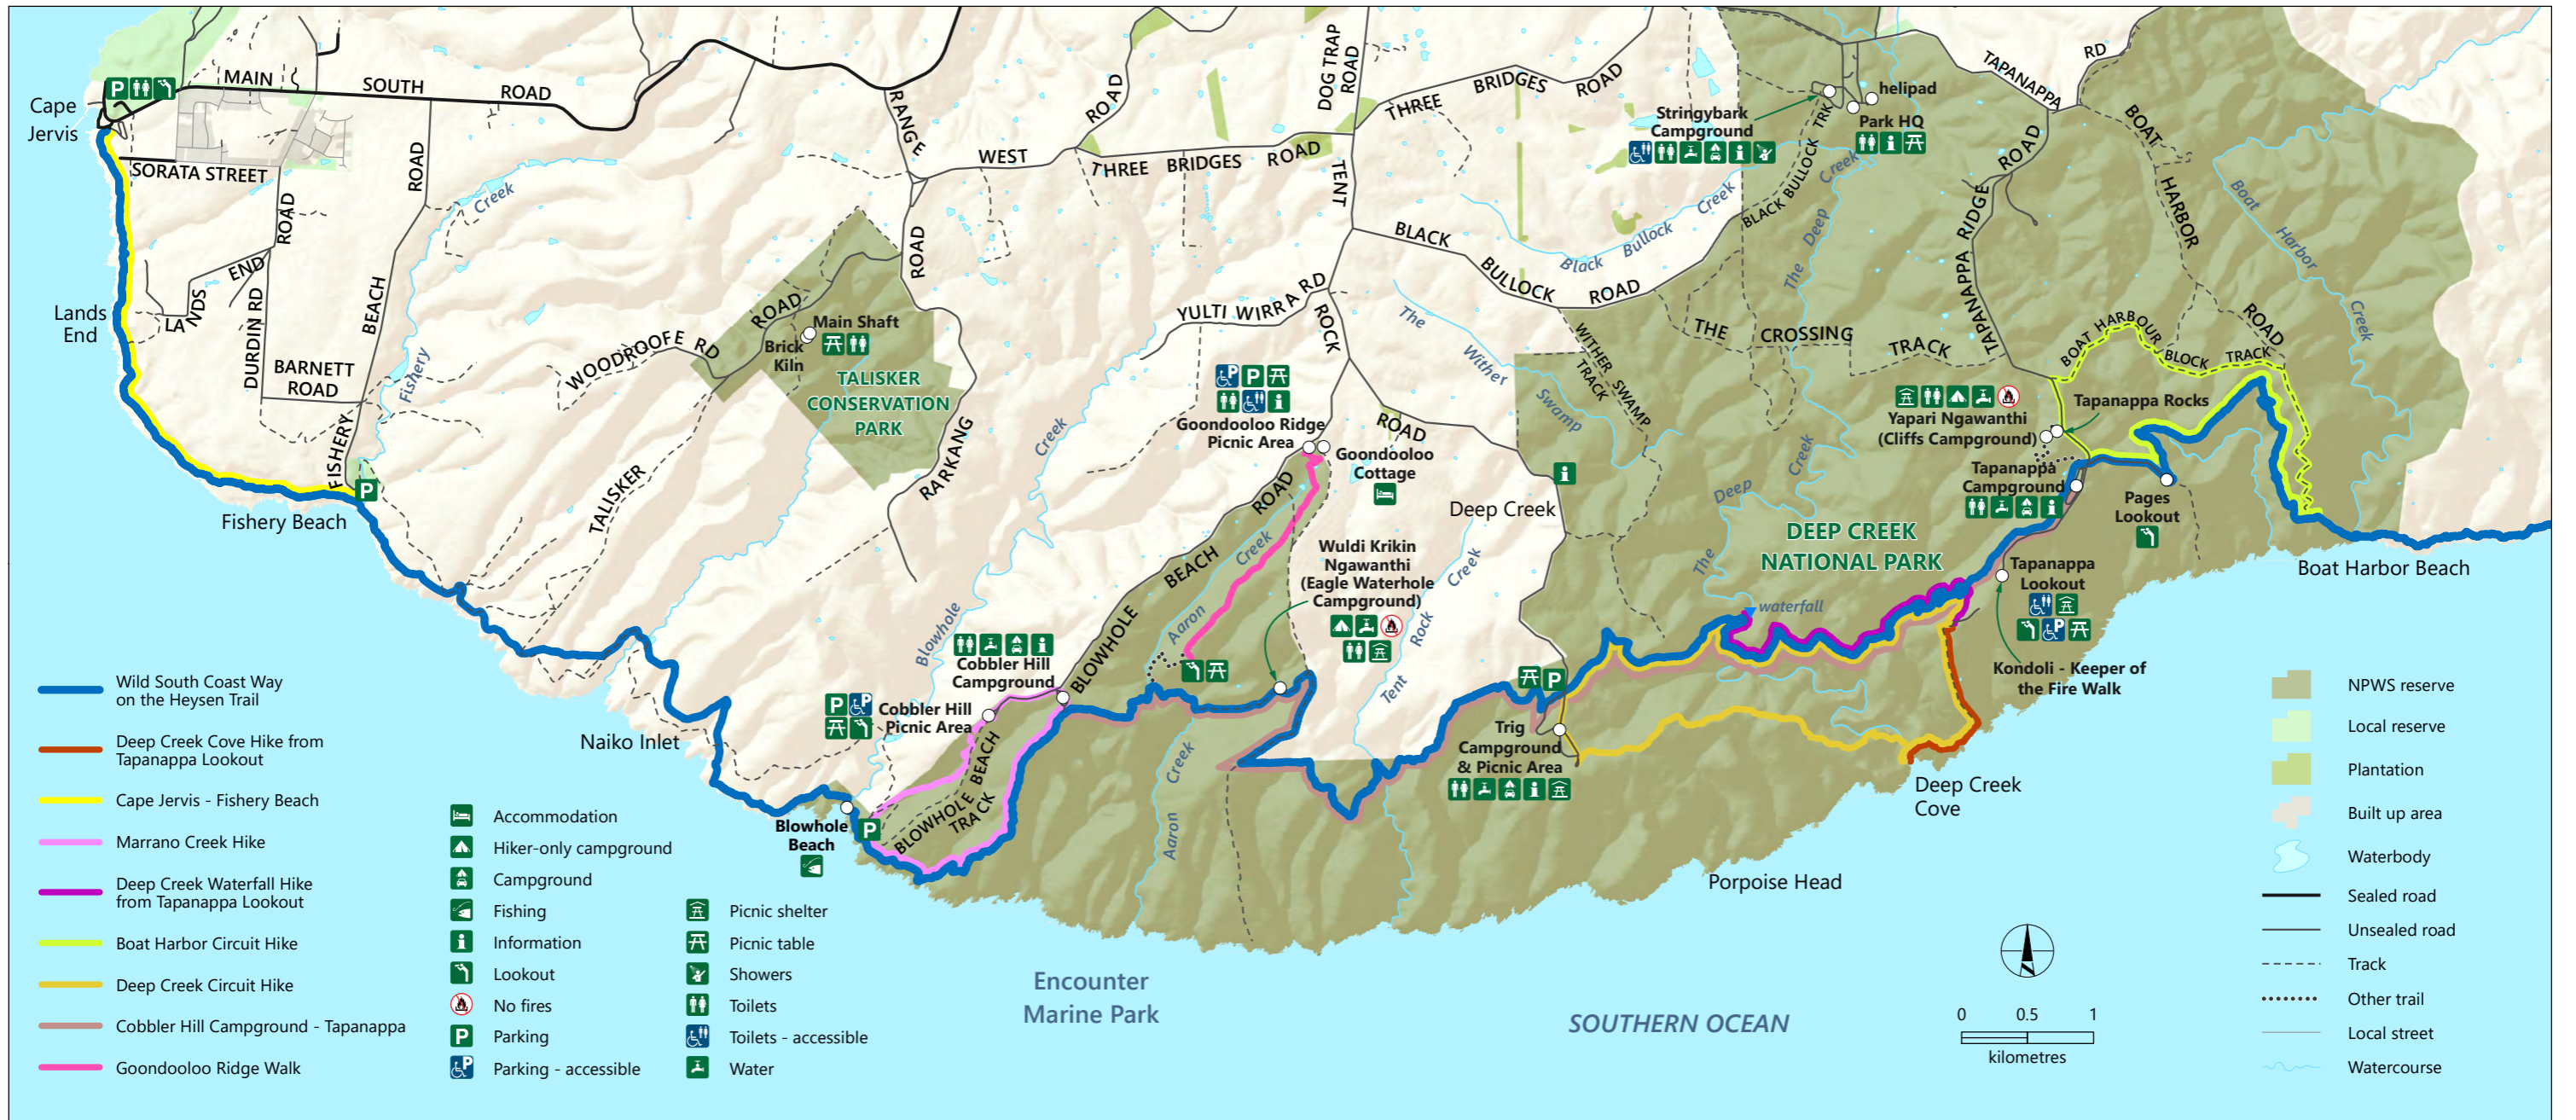 Cape
Jervis
MAIN
SOUTH
ROAD
SORATA STREET
ROAD
ROAD
Creek
LANDS
END
Lands
End
DURDIN RD
BEACH
BARNETT
ROAD
FISHERY
Fishery
Fishery Beach
RANGE
ROAD
WEST
ROAD
THREE
BRIDGES
ROAD
DOG TRAP
ROAD
TENT
ROCK
ROAD
THREE
BRIDGES
ROAD
Stringybark
Campground
helipad
Park HQ
TAPANAPPA
RD
BOAT
HARBOR
ROAD
Boat
Harbor
Creek
BLACK BULLOCK TRK
Creek
Deep
The
Black
Bullock
Creek
BLACK
BULLOCK
ROAD
TAPANAPPA RIDGE
ROAD
TAPANAPPA
THE
CROSSING
TRACK
WITHER SWAMP
TRACK
The
Wither
Swamp
YULTI WIRRA RD
WOODROOFE RD
ROAD
Main Shaft
Brick
Kiln
TALISKER
CONSERVATION
PARK
TALISKER
PARKANG
Creek
Blowhole
Goondooloo Ridge
Picnic Area
Goondooloo
Cottage
Deep Creek
BLOWHOLE
BEACH
ROAD
Aaron
Creek
Wuldi Krikin
Ngawanthi
(Eagle Waterhole
Campground)
Tent
Rock
Creek
BOAT HARBOUR
BLOCK
TRACK
Yapari Ngawanthi
(Cliffs Campground)
Tapanappa Rocks
Tapanappa
Campground
Pages
Lookout
Boat Harbor Beach
The
Deep
Creek
DEEP CREEK
NATIONAL PARK
waterfall
Tapanappa
Lookout
Kondoli - Keeper of
the Fire Walk
Cobbler Hill
Campground
Cobbler Hill
Picnic Area
BLOWHOLE BEACH
TRACK
Naiko Inlet
Blowhole
Beach
Aaron
Creek
Trig
Campground
& Picnic Area
Deep Creek
Cove
Porpoise Head
Encounter
Marine Park
SOUTHERN OCEAN
Wild South Coast Way
on the Heysen Trail
Deep Creek Cove Hike from
Tapanappa Lookout
Cape Jervis - Fishery Beach
Marrano Creek Hike
Deep Creek Waterfall Hike
from Tapanappa Lookout
Boat Harbor Circuit Hike
Deep Creek Circuit Hike
Cobbler Hill Campground - Tapanappa
Goondooloo Ridge Walk
Accommodation
Hiker-only campground
Campground
Fishing
Information
Lookout
No fires
Parking
Parking - accessible
Picnic shelter
Picnic table
Showers
Toilets
Toilets - accessible
Water
0 0.5 1
kilometres
NPWS reserve
Local reserve
Plantation
Built up area
Waterbody
Sealed road
Unsealed road
Track
Other trail
Local street
Watercourse